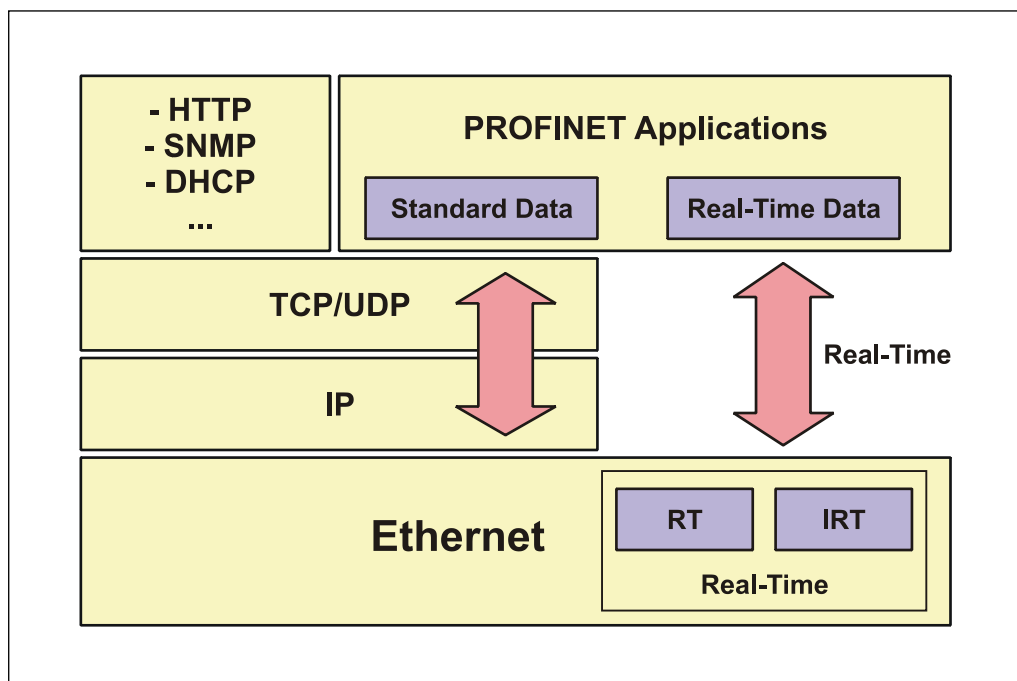 - HTTP
- SNMP
- DHCP
...
PROFINET Applications
Standard Data
Real-Time Data
TCP/UDP
Real-Time
IP
Ethernet
RT
IRT
Real-Time